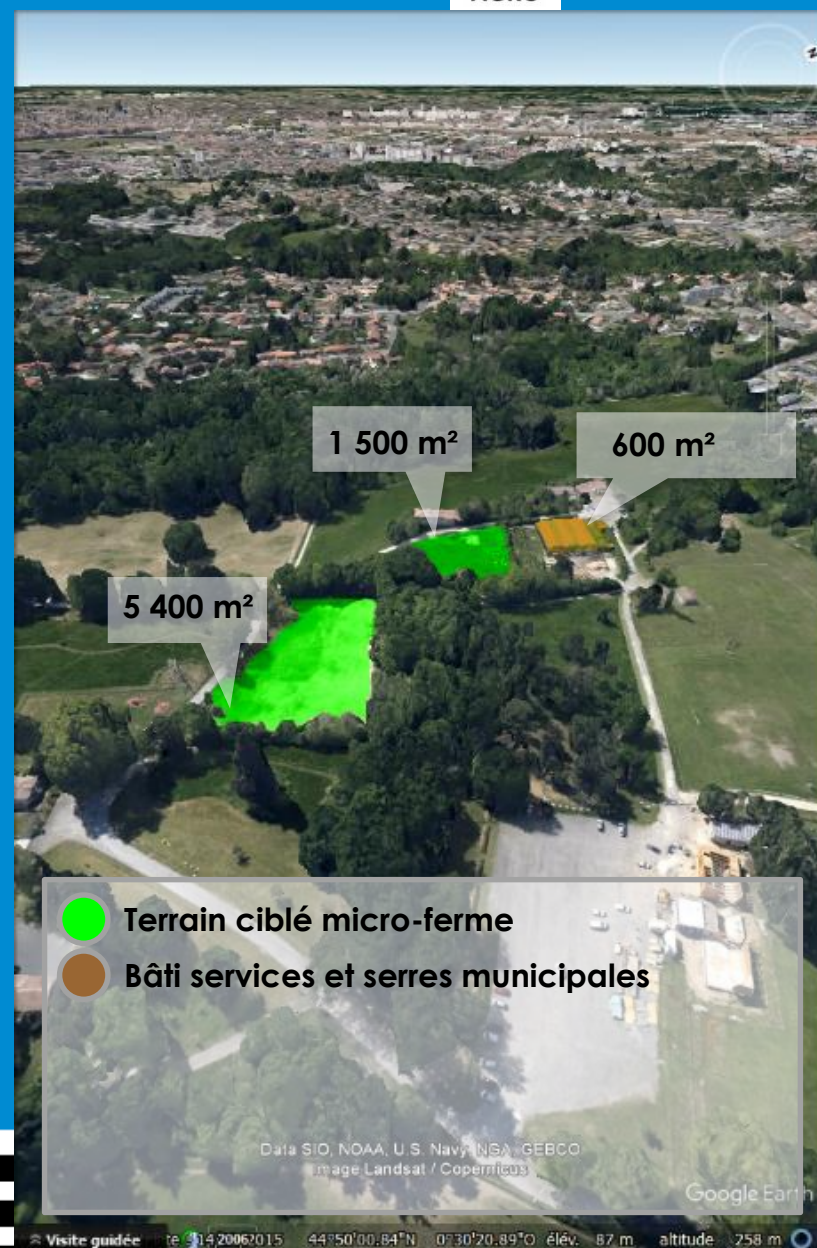 1 500 m²
600 m²
5 400 m²
Terrain ciblé micro-ferme
Bâti services et serres municipales
Data SIO, NOAA, U.S. Navy, NGA, GEBCO
Image Landsat / Copernicus
Google Earth
Visite guidée 2006 2015 44°50'00.84"N 0°30'20.89"O élév. 87 m altitude 258 m